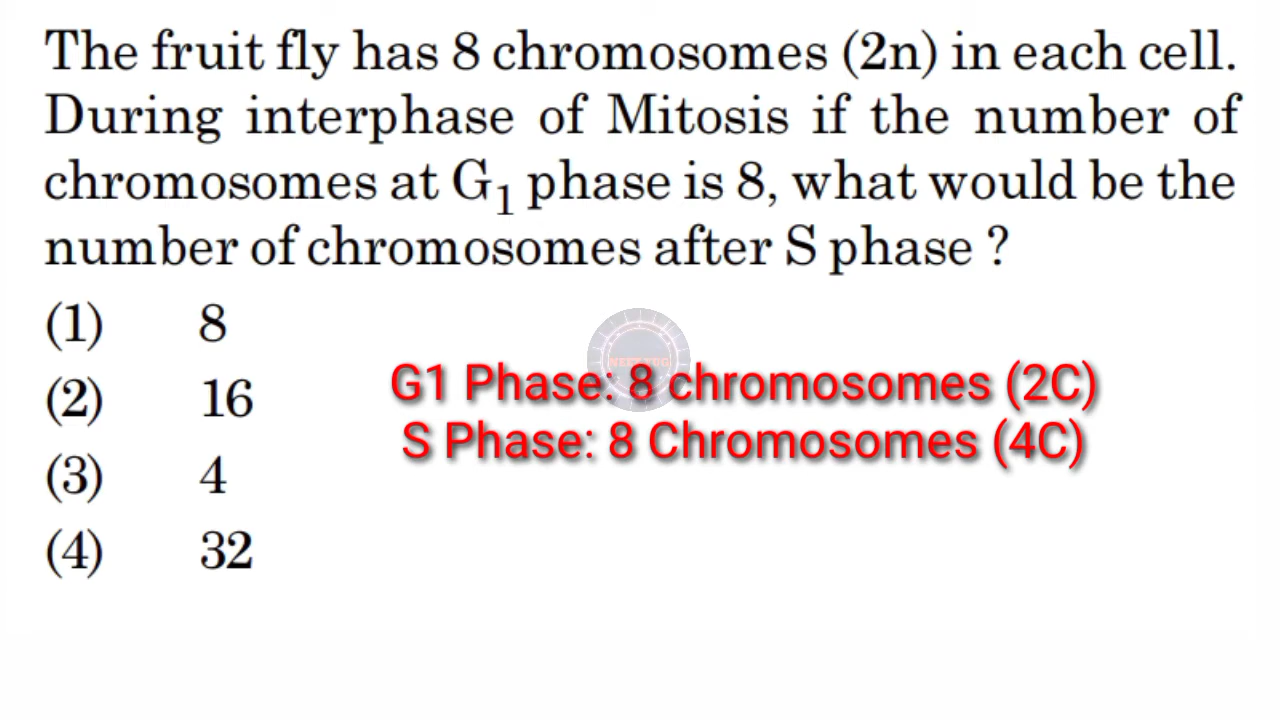 The fruit fly has 8 chromosomes (2n) in each cell.
During interphase of Mitosis if the number of
chromosomes at G₁ phase is 8, what would be the
number of chromosomes after S phase ?
(1) 8
(2) 16
(3) 4
(4) 32
G1 Phase: 8 chromosomes (2C)
S Phase: 8 Chromosomes (4C)